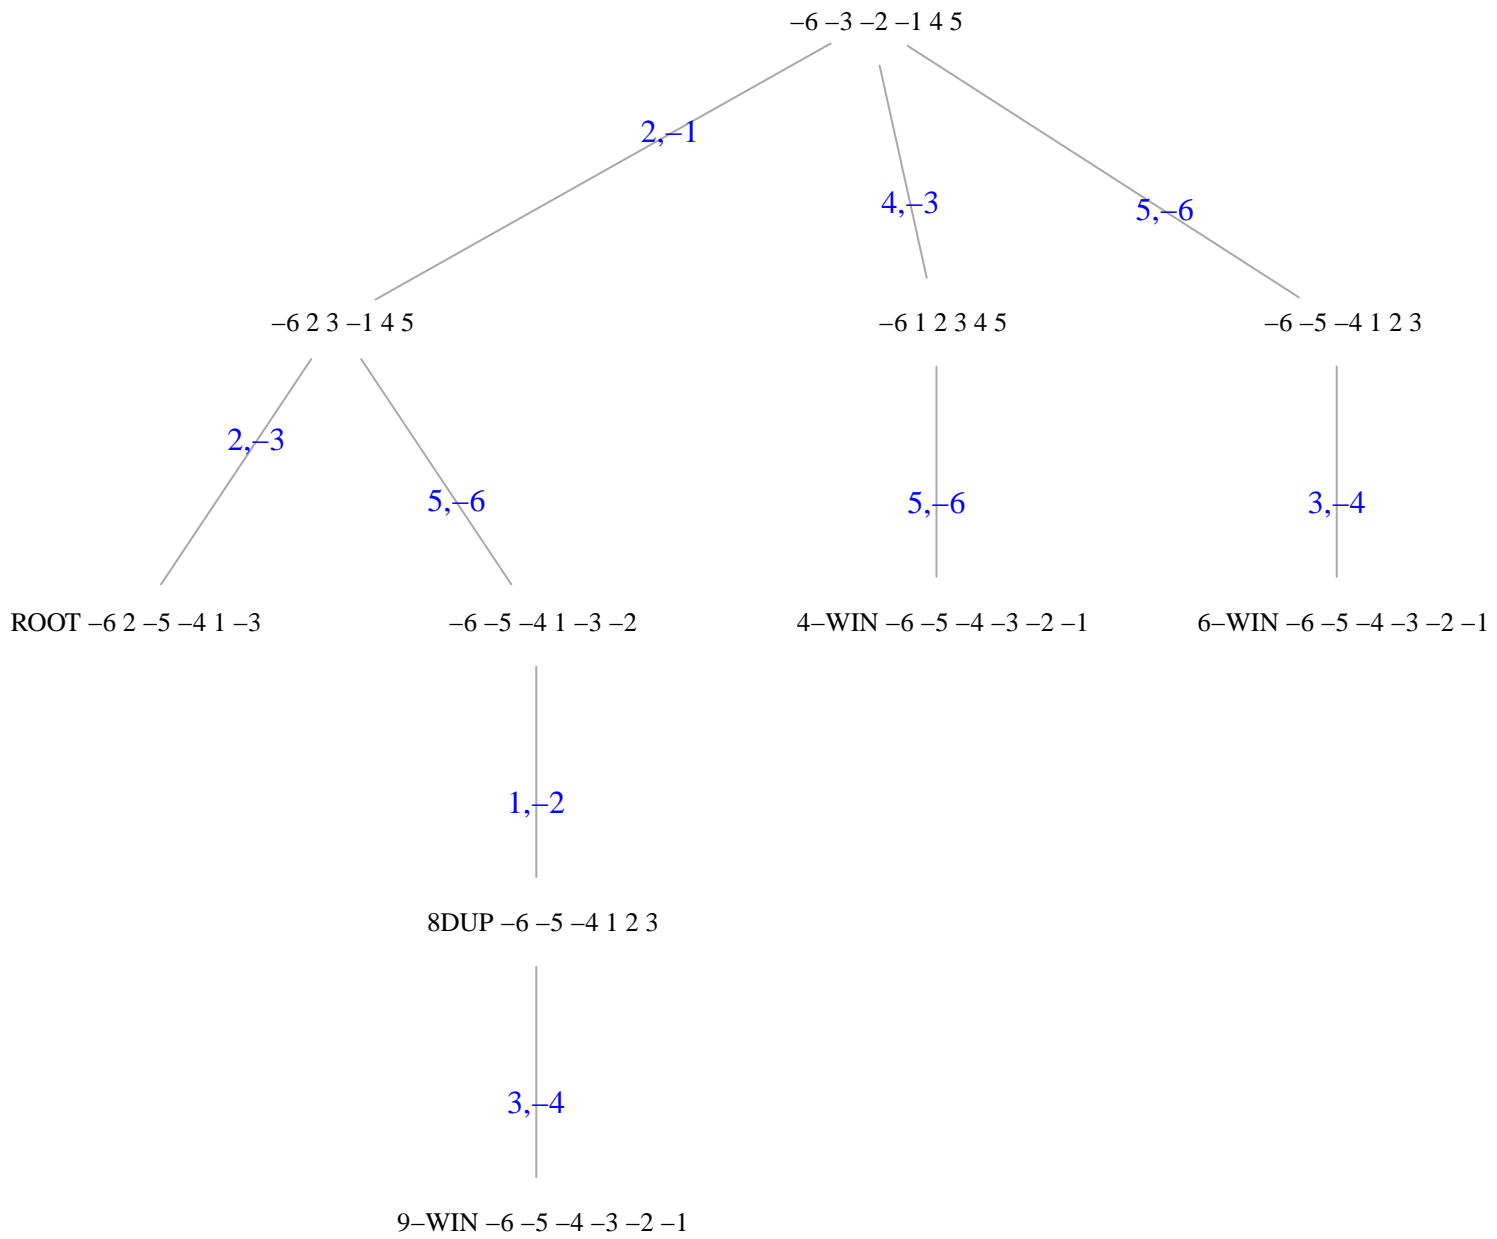 –6 –3 –2 –1 4 5
2,–1
4,–3
5,–6
–6 2 3 –1 4 5
–6 1 2 3 4 5
–6 –5 –4 1 2 3
2,–3
5,–6
5,–6
3,–4
ROOT –6 2 –5 –4 1 –3
–6 –5 –4 1 –3 –2
4–WIN –6 –5 –4 –3 –2 –1
6–WIN –6 –5 –4 –3 –2 –1
1,–2
8DUP –6 –5 –4 1 2 3
3,–4
9–WIN –6 –5 –4 –3 –2 –1